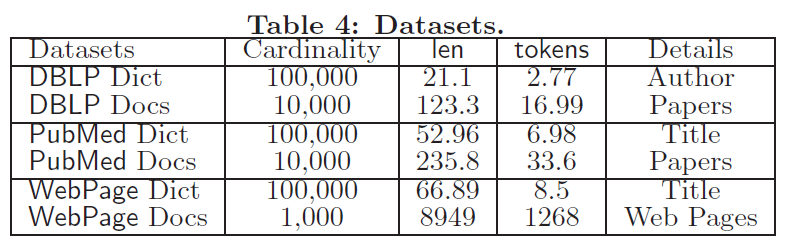 Table 4: Datasets.
Datasets Cardinality len tokens Details
DBLP Dict 100,000 21.1 2.77 Author
DBLP Docs 10,000 123.3 16.99 Papers
PubMed Dict 100,000 52.96 6.98 Title
PubMed Docs 10,000 235.8 33.6 Papers
WebPage Dict 100,000 66.89 8.5 Title
WebPage Docs 1,000 8949 1268 Web Pages